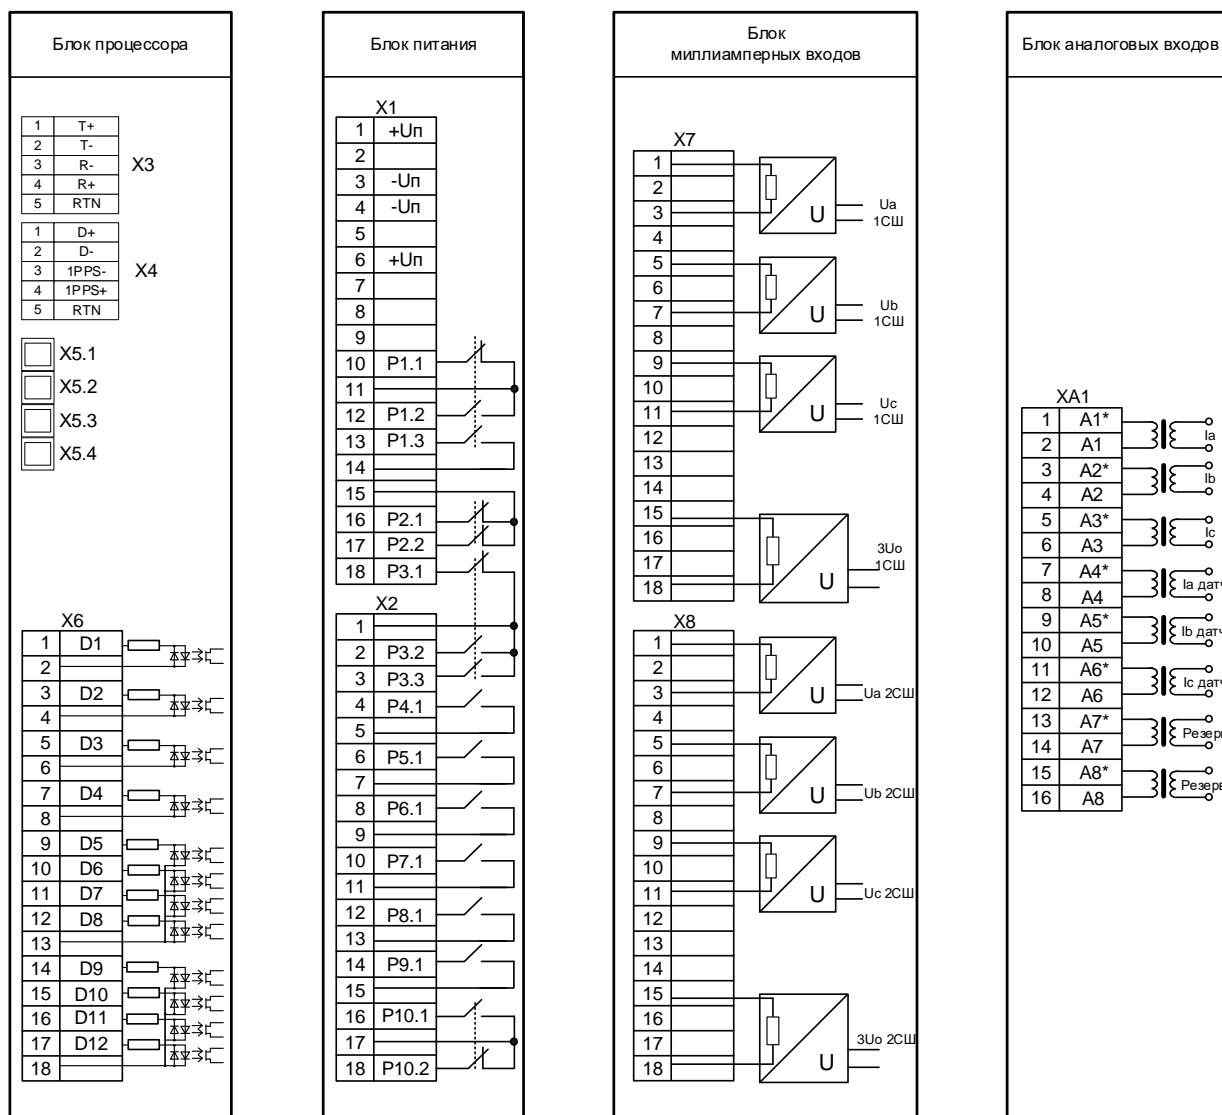 Блок процессора
1 T+
2 T-
3 R-
4 R+
5 RTN
X3
1 D+
2 D-
3 1PPS-
4 1PPS+
5 RTN
X4
X5.1
X5.2
X5.3
X5.4
X6
1 D1
2
3 D2
4
5 D3
6
7 D4
8
9 D5
10 D6
11 D7
12 D8
13
14 D9
15 D10
16 D11
17 D12
18
Блок питания
X1
1 +Uп
2
3 -Uп
4 -Uп
5
6 +Uп
7
8
9
10 P1.1
11
12 P1.2
13 P1.3
14
15
16 P2.1
17 P2.2
18 P3.1
X2
1
2 P3.2
3 P3.3
4 P4.1
5
6 P5.1
7
8 P6.1
9
10 P7.1
11
12 P8.1
13
14 P9.1
15
16 P10.1
17
18 P10.2
Блок
миллиамперных входов
X7
1
2
3
4
5
6
7
8
9
10
11
12
13
14
15
16
17
18
U
Ua
1СШ
U
Ub
1СШ
U
Uc
1СШ
U
3Uo
1СШ
X8
1
2
3
4
5
6
7
8
9
10
11
12
13
14
15
16
17
18
U
Ua 2СШ
U
Ub 2СШ
U
Uc 2СШ
U
3Uo 2СШ
Блок аналоговых входов
XA1
1 A1*
2 A1
Ia
3 A2*
4 A2
Ib
5 A3*
6 A3
Ic
7 A4*
8 A4
Ia дат
9 A5*
10 A5
Ib дат
11 A6*
12 A6
Ic дат
13 A7*
14 A7
Резер
15 A8*
16 A8
Резер